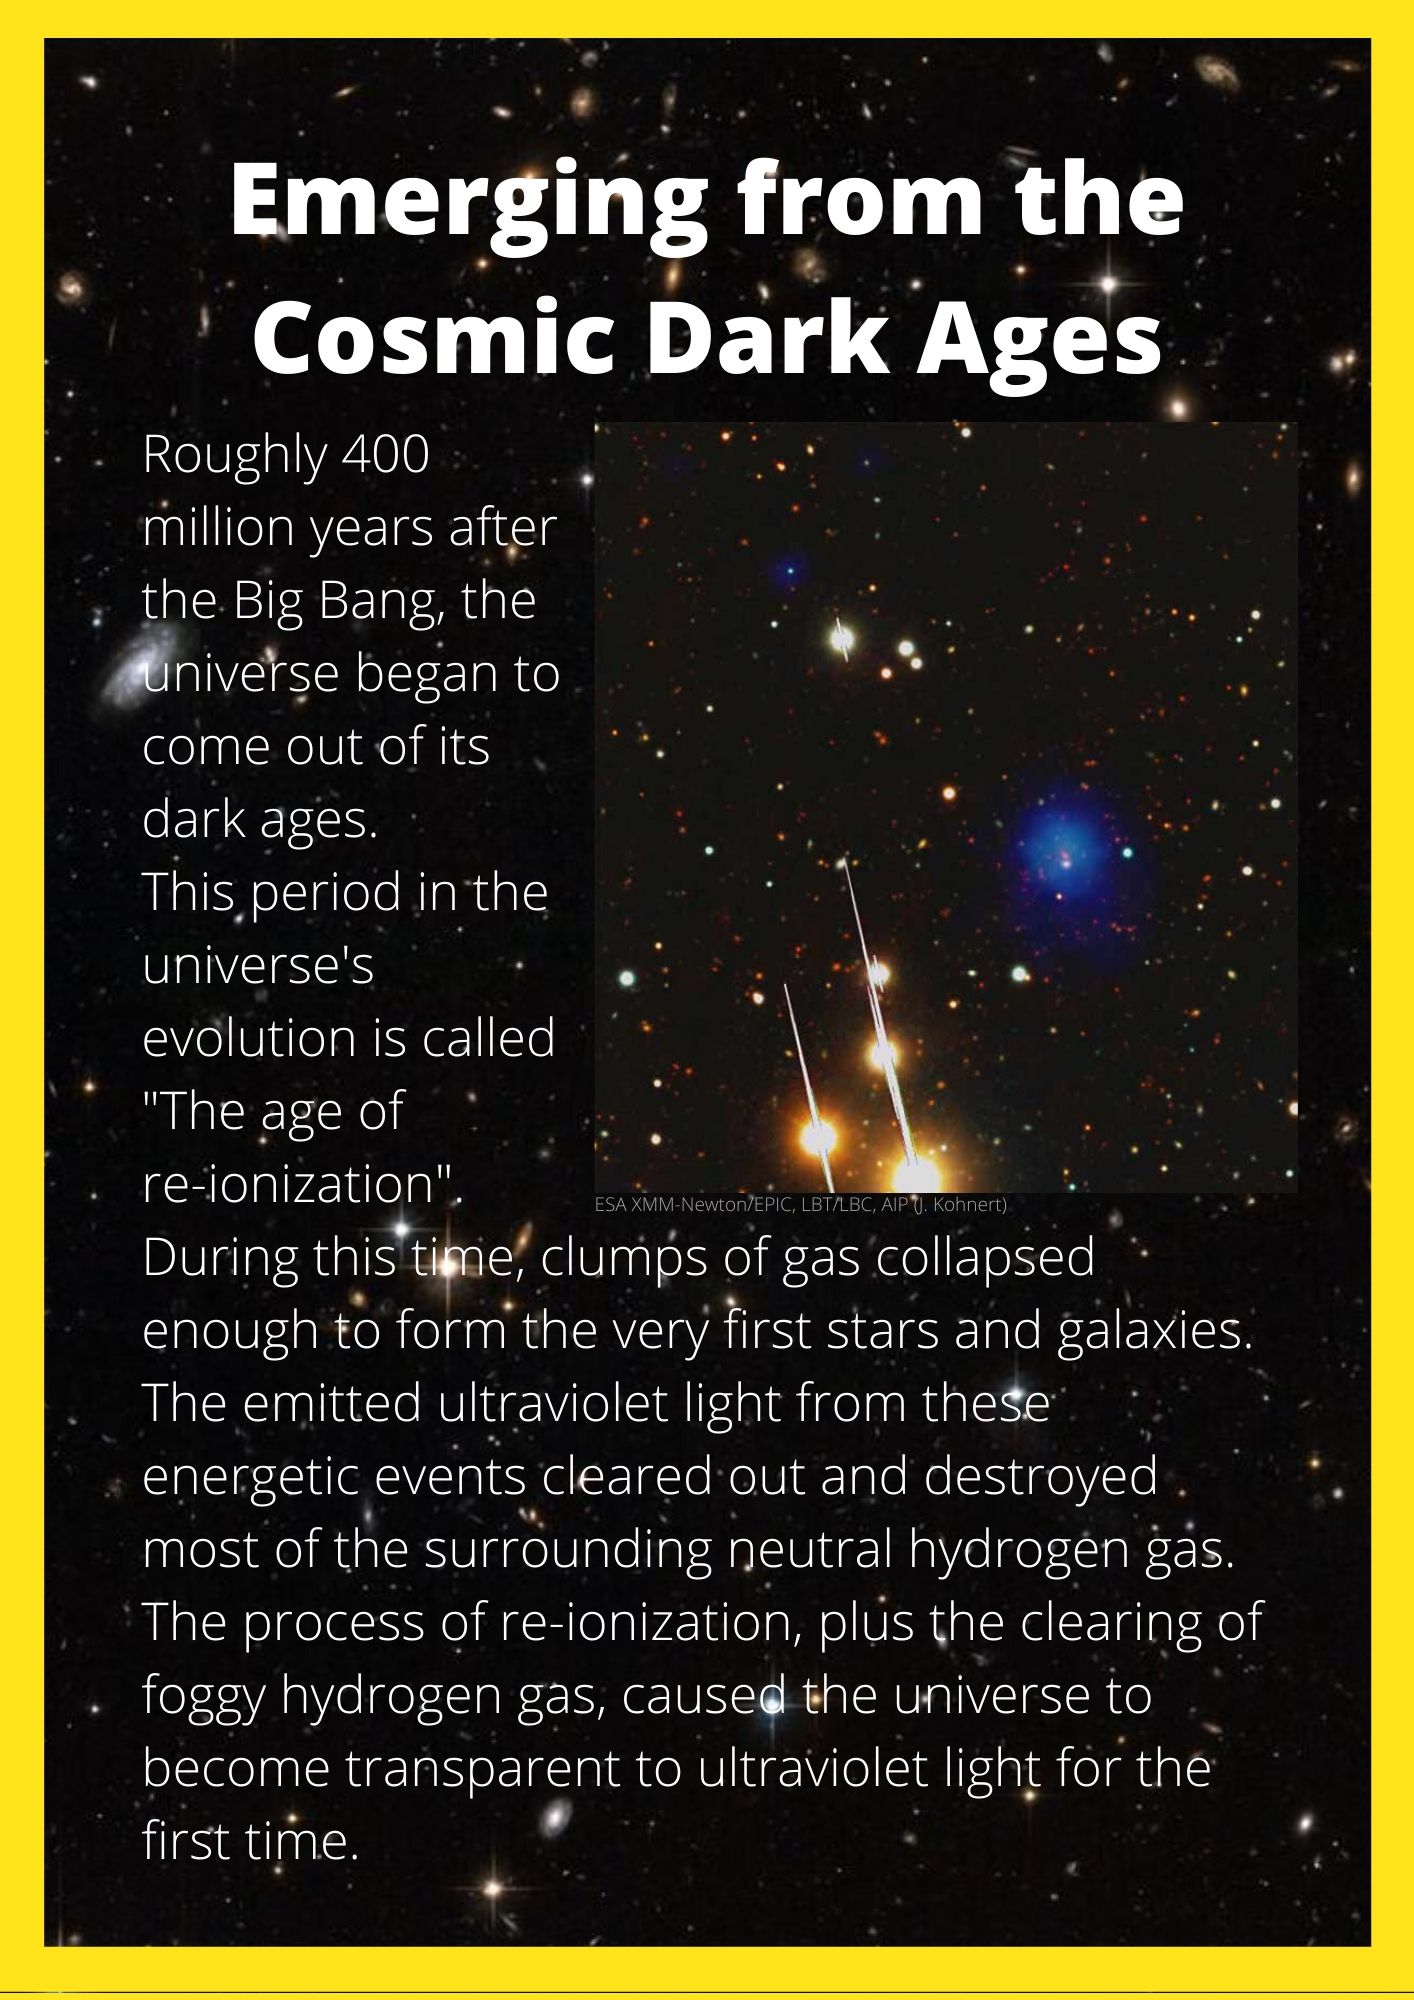 Emerging from the
Cosmic Dark Ages
Roughly 400
million years after
the Big Bang, the
universe began to
come out of its
dark ages.
This period in the
universe's
evolution is called
"The age of
re-ionization".
ESA XMM-Newton/EPIC, LBT/LBC, AIP (J. Kohnert)
During this time, clumps of gas collapsed
enough to form the very first stars and galaxies.
The emitted ultraviolet light from these
energetic events cleared out and destroyed
most of the surrounding neutral hydrogen gas.
The process of re-ionization, plus the clearing of
foggy hydrogen gas, caused the universe to
become transparent to ultraviolet light for the
first time.